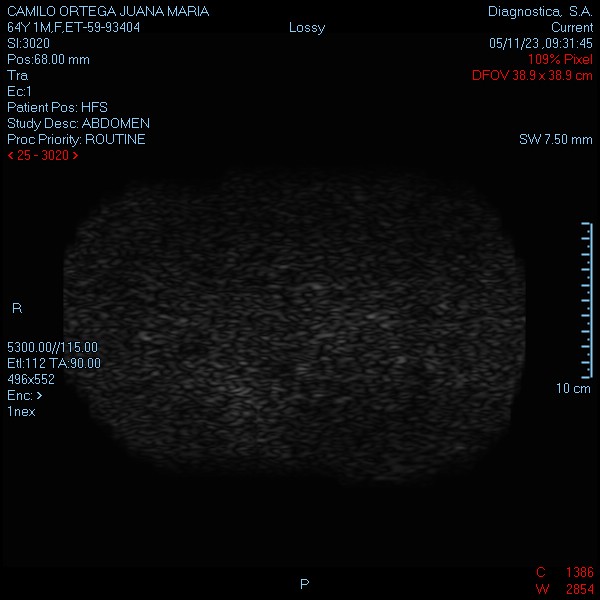 CAMILO ORTEGA JUANA MARIA
64Y 1M,F,ET-59-93404
SI:3020
Pos:68.00 mm
Tra
Ec:1
Patient Pos: HFS
Study Desc: ABDOMEN
Proc Priority: ROUTINE
< 25 - 3020 >
Lossy
Diagnostica, S.A.
Current
05/11/23 ,09:31:45
109% Pixel
DFOV 38.9 x 38.9 cm
SW 7.50 mm
R
5300.00//115.00
Etl:112 TA:90.00
496x552
Enc: >
1nex
10 cm
P
C 1386
W 2854